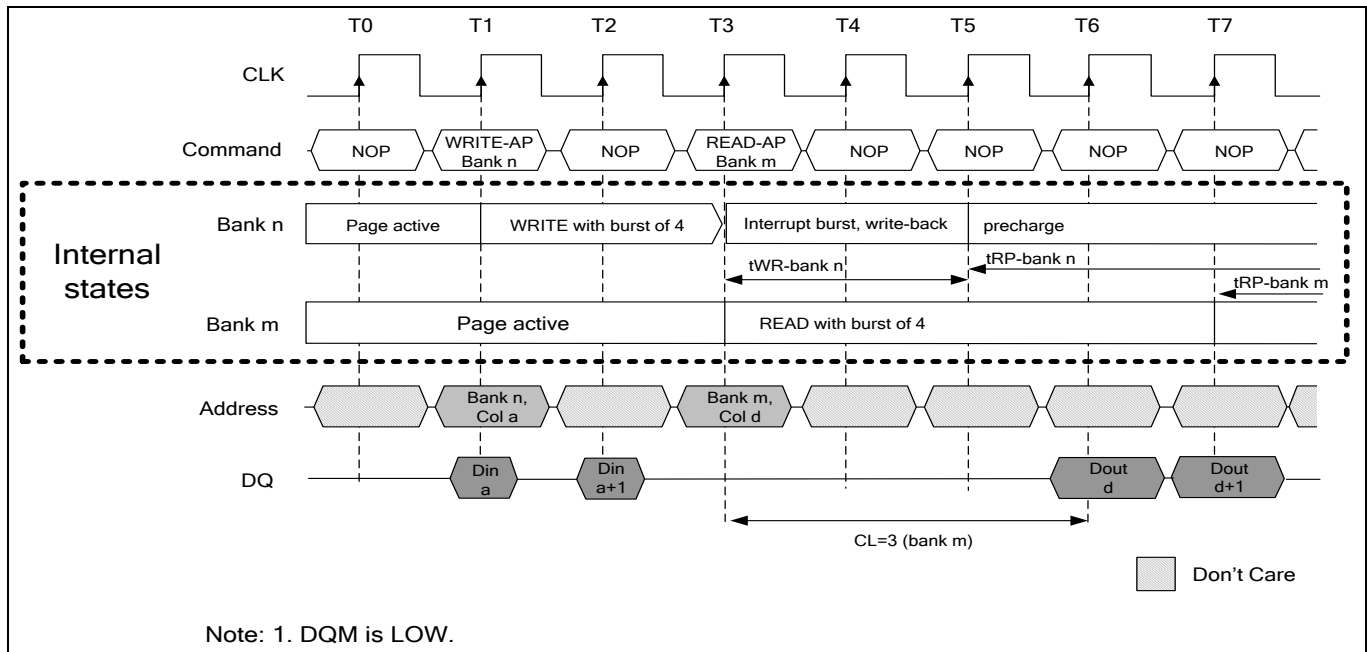 T0 T1 T2 T3 T4 T5 T6 T7
CLK
Command NOP WRITE-AP Bank n NOP READ-AP Bank m NOP NOP NOP NOP
Internal states
Bank n Page active WRITE with burst of 4 Interrupt burst, write-back precharge
tWR-bank n tRP-bank n
tRP-bank m
Bank m Page active READ with burst of 4
Address Bank n, Col a Bank m, Col d
DQ Din a Din a+1 Dout d Dout d+1
CL=3 (bank m)
Don't Care
Note: 1. DQM is LOW.